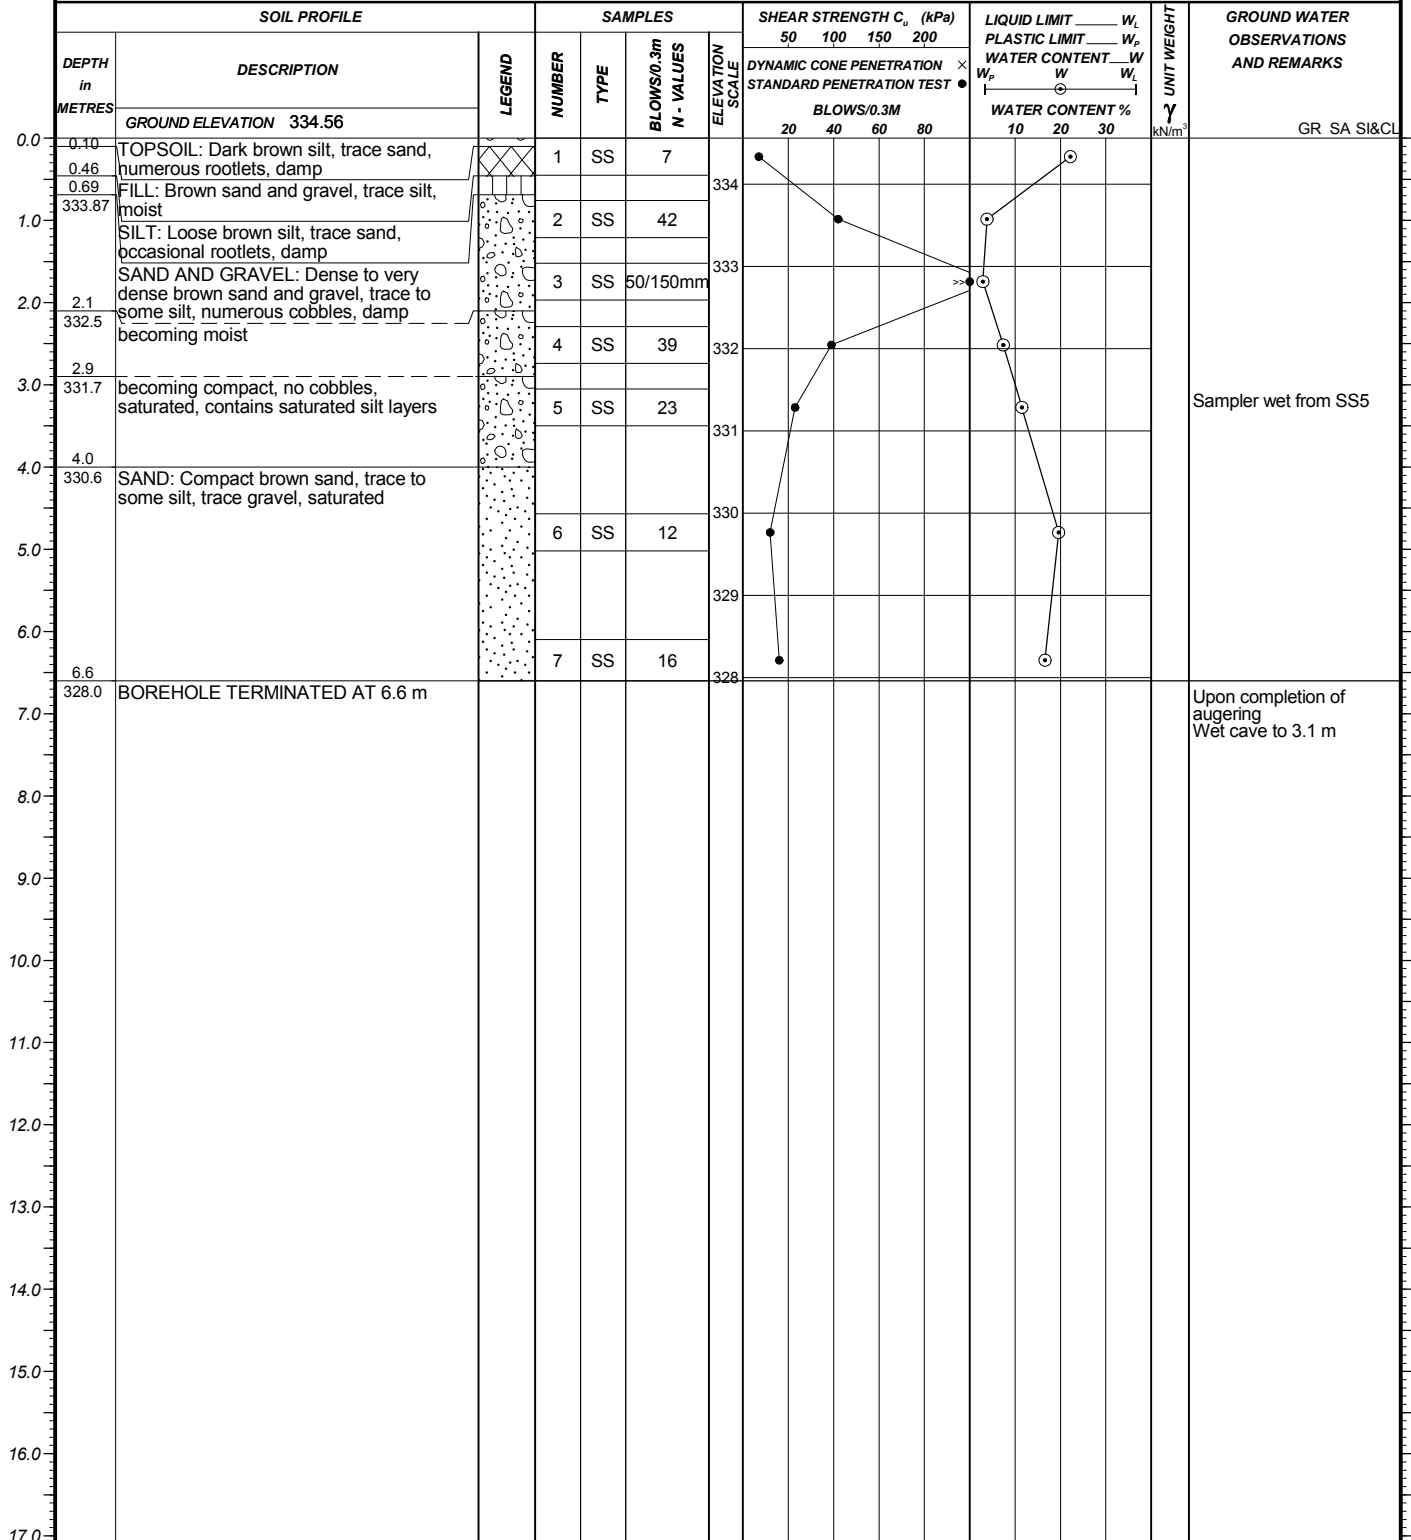 SOIL PROFILE
SAMPLES
SHEAR STRENGTH Cu (kPa)
50 100 150 200
DYNAMIC CONE PENETRATION ×
STANDARD PENETRATION TEST ●
BLOWS/0.3M
20 40 60 80
LIQUID LIMIT _____ WL
PLASTIC LIMIT ____ WP
WATER CONTENT__W
WP W WL
WATER CONTENT %
10 20 30
UNIT WEIGHT
γ
kN/m³
GROUND WATER
OBSERVATIONS
AND REMARKS
GR SA SI&CL
DEPTH
in
METRES
DESCRIPTION
GROUND ELEVATION 334.56
LEGEND
NUMBER
TYPE
BLOWS/0.3m
N - VALUES
ELEVATION
SCALE
0.0
0.10
TOPSOIL: Dark brown silt, trace sand,
numerous rootlets, damp
1 SS 7
0.46
0.69
FILL: Brown sand and gravel, trace silt,
moist
334
333.87
1.0
SILT: Loose brown silt, trace sand,
occasional rootlets, damp
2 SS 42
SAND AND GRAVEL: Dense to very
dense brown sand and gravel, trace to
some silt, numerous cobbles, damp
333
3 SS 50/150mm
>>
2.0
2.1
332.5
becoming moist
4 SS 39
332
2.9
3.0
331.7
becoming compact, no cobbles,
saturated, contains saturated silt layers
5 SS 23
Sampler wet from SS5
331
4.0
4.0
330.6
SAND: Compact brown sand, trace to
some silt, trace gravel, saturated
330
6 SS 12
5.0
329
6.0
7 SS 16
6.6
328
328.0
BOREHOLE TERMINATED AT 6.6 m
Upon completion of
augering
Wet cave to 3.1 m
7.0
8.0
9.0
10.0
11.0
12.0
13.0
14.0
15.0
16.0
17.0